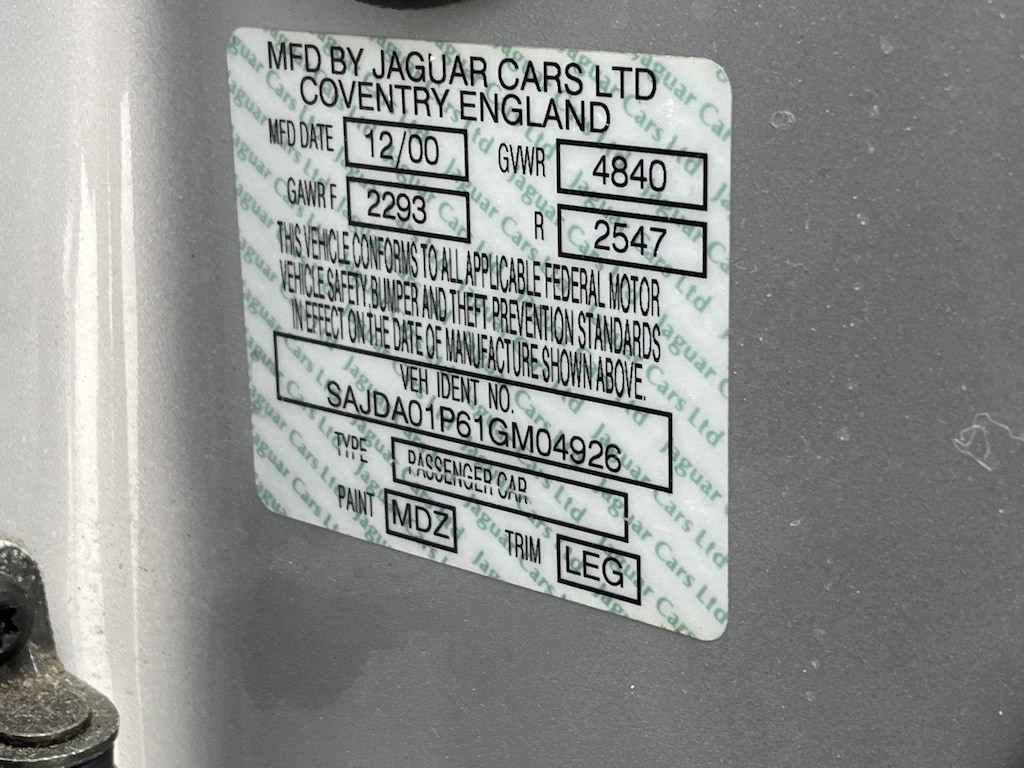 MFD BY JAGUAR CARS LTD
COVENTRY ENGLAND
MFD DATE 12/00 GVWR 4840
GAWR F 2293 R 2547
THIS VEHICLE CONFORMS TO ALL APPLICABLE FEDERAL MOTOR
VEHICLE SAFETY, BUMPER AND THEFT PREVENTION STANDARDS
IN EFFECT ON THE DATE OF MANUFACTURE SHOWN ABOVE.
VEH IDENT NO.
SAJDA01P61GM04926
TYPE PASSENGER CAR
PAINT MDZ TRIM LEG